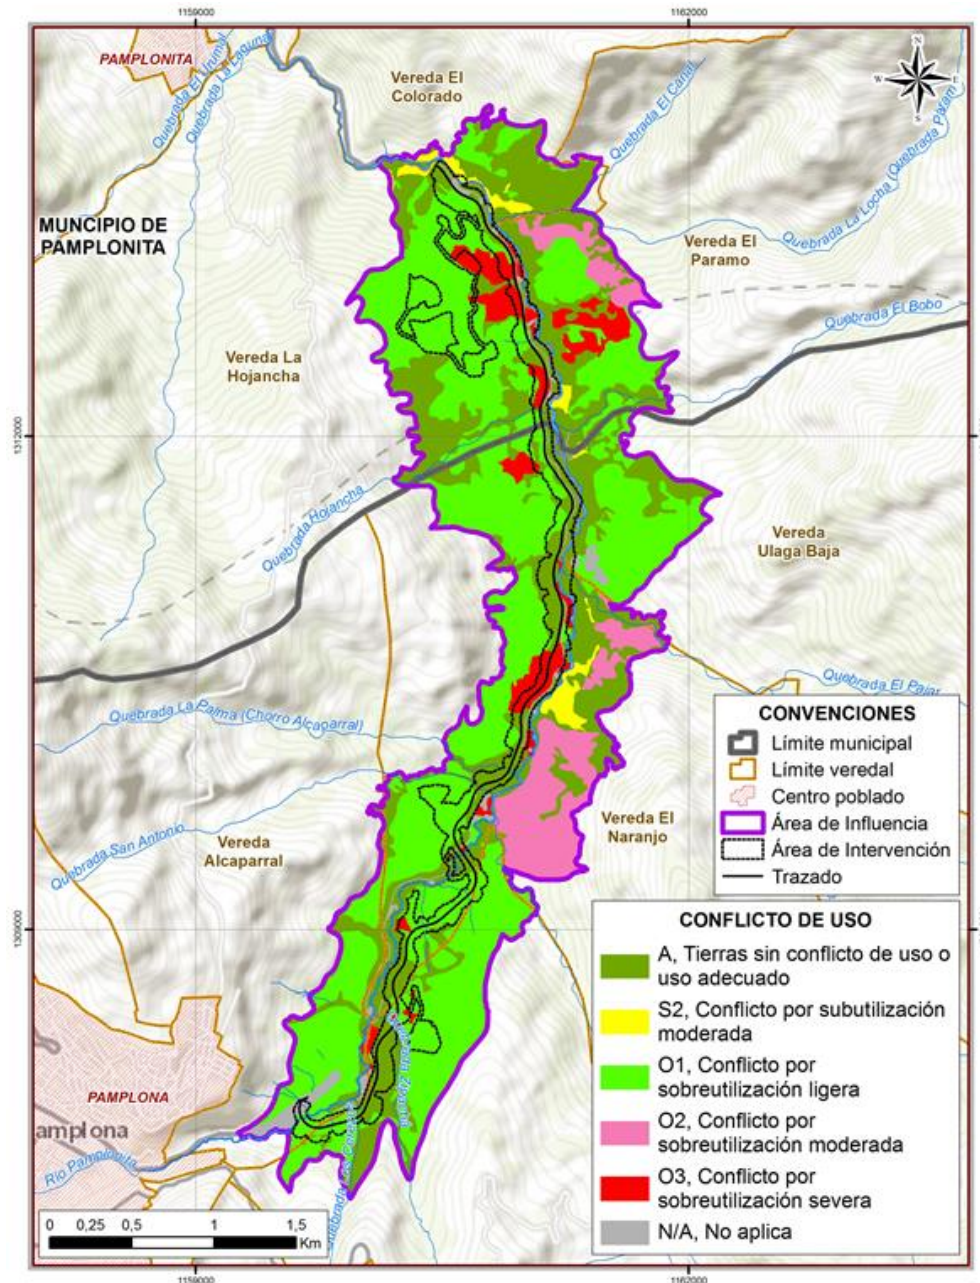 1159000
1162000
PAMPLONITA
Quebrada El Urumal
Quebrada La Laguna
Vereda El
Colorado
Quebrada El Canal
N
W
E
S
Quebrada La Locha (Quebrada Param
MUNCIPIO DE
PAMPLONITA
Vereda El
Paramo
Quebrada El Bobo
Vereda La
Hojancha
1312000
1312000
Quebrada Hojancha
Vereda
Ulaga Baja
Quebrada El Pajar
Quebrada La Palma (Chorro Alcaparral)
Vereda El
Naranjo
Vereda
Alcaparral
Quebrada San Antonio
1309000
1309000
PAMPLONA
amplona
Río Pamplonita
CONVENCIONES
Límite municipal
Límite veredal
Centro poblado
Área de Influencia
Área de Intervención
Trazado
CONFLICTO DE USO
A, Tierras sin conflicto de uso o
uso adecuado
S2, Conflicto por subutilización
moderada
O1, Conflicto por
sobreutilización ligera
O2, Conflicto por
sobreutilización moderada
O3, Conflicto por
sobreutilización severa
N/A, No aplica
0 0,25 0,5 1 1,5
Km
1159000
1162000